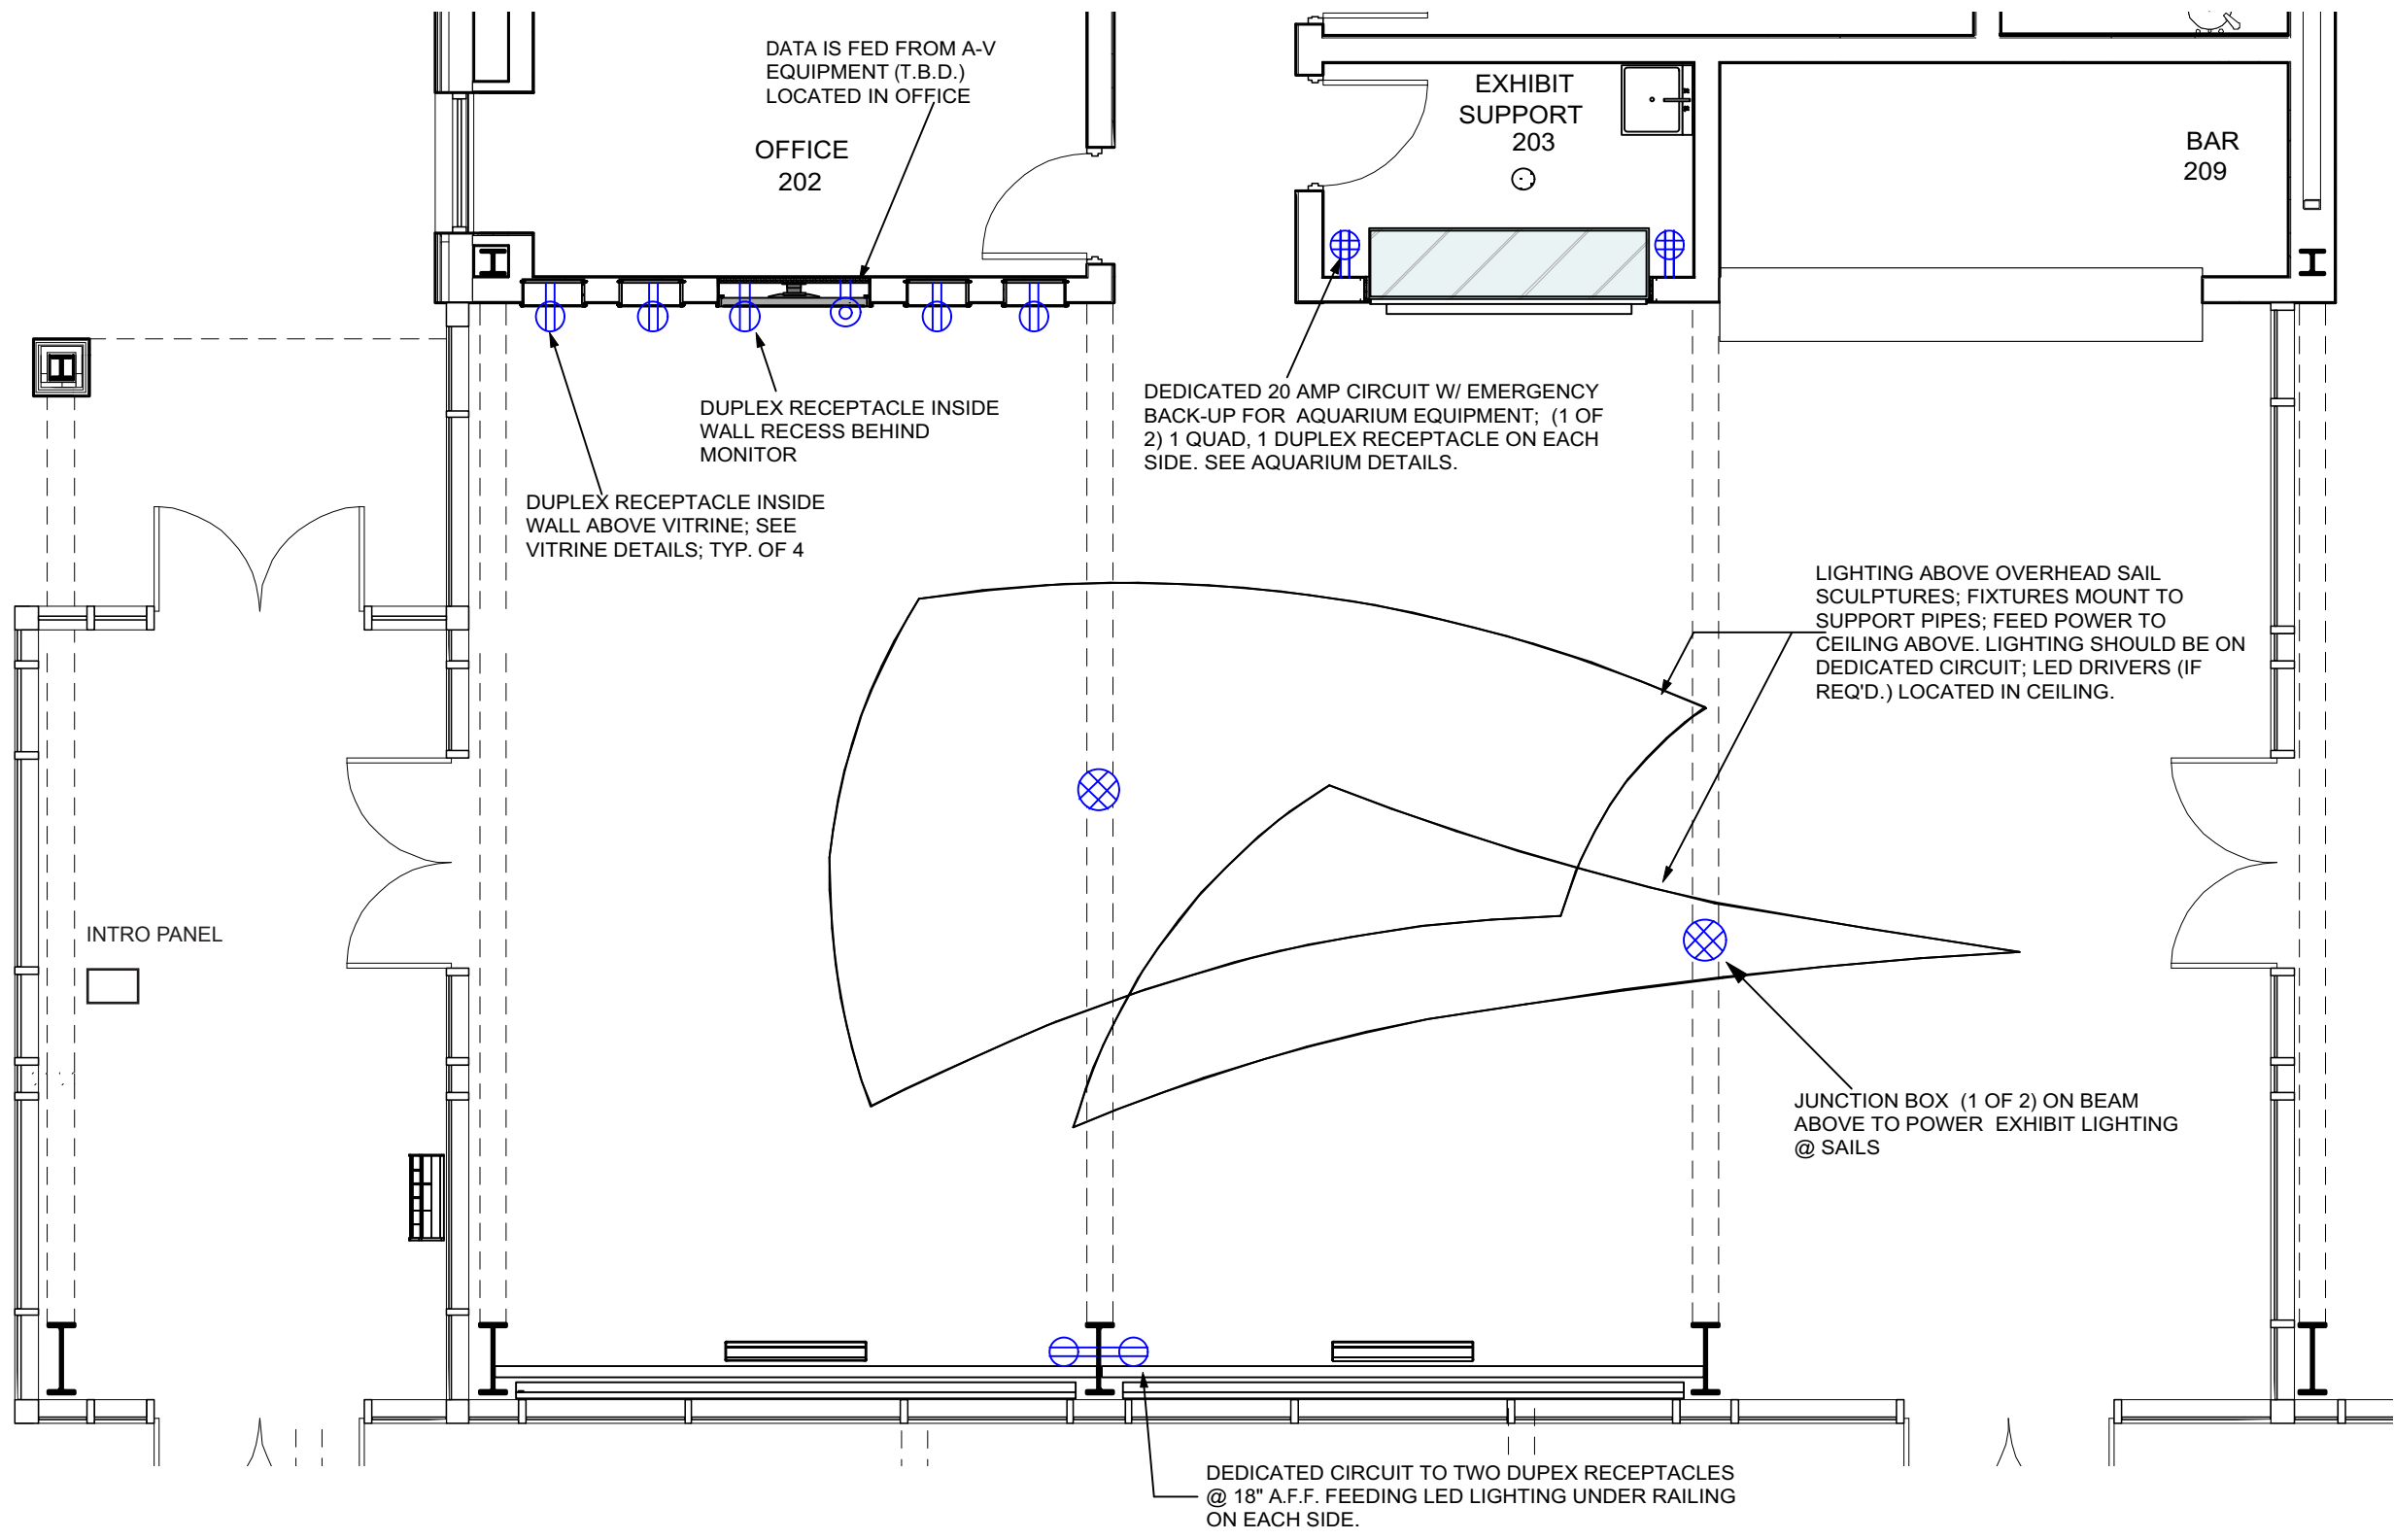 DATA IS FED FROM A-V
EQUIPMENT (T.B.D.)
LOCATED IN OFFICE
OFFICE
202
EXHIBIT
SUPPORT
203
BAR
209
DUPLEX RECEPTACLE INSIDE
WALL RECESS BEHIND
MONITOR
DEDICATED 20 AMP CIRCUIT W/ EMERGENCY
BACK-UP FOR  AQUARIUM EQUIPMENT;  (1 OF
2) 1 QUAD, 1 DUPLEX RECEPTACLE ON EACH
SIDE. SEE AQUARIUM DETAILS.
DUPLEX RECEPTACLE INSIDE
WALL ABOVE VITRINE; SEE
VITRINE DETAILS; TYP. OF 4
LIGHTING ABOVE OVERHEAD SAIL
SCULPTURES; FIXTURES MOUNT TO
SUPPORT PIPES; FEED POWER TO
CEILING ABOVE. LIGHTING SHOULD BE ON
DEDICATED CIRCUIT; LED DRIVERS (IF
REQ'D.) LOCATED IN CEILING.
INTRO PANEL
JUNCTION BOX  (1 OF 2) ON BEAM
ABOVE TO POWER  EXHIBIT LIGHTING
@ SAILS
DEDICATED CIRCUIT TO TWO DUPEX RECEPTACLES
@ 18" A.F.F. FEEDING LED LIGHTING UNDER RAILING
ON EACH SIDE.